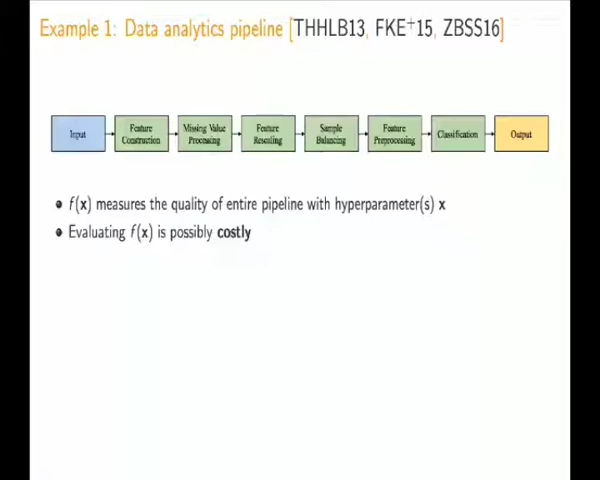 Example 1: Data analytics pipeline [THHLB13, FKE+15, ZBSS16]
Input
Feature
Construction
Missing Value
Processing
Feature
Rescaling
Sample
Balancing
Feature
Preprocessing
Classification
Output
• f(x) measures the quality of entire pipeline with hyperparameter(s) x
• Evaluating f(x) is possibly costly